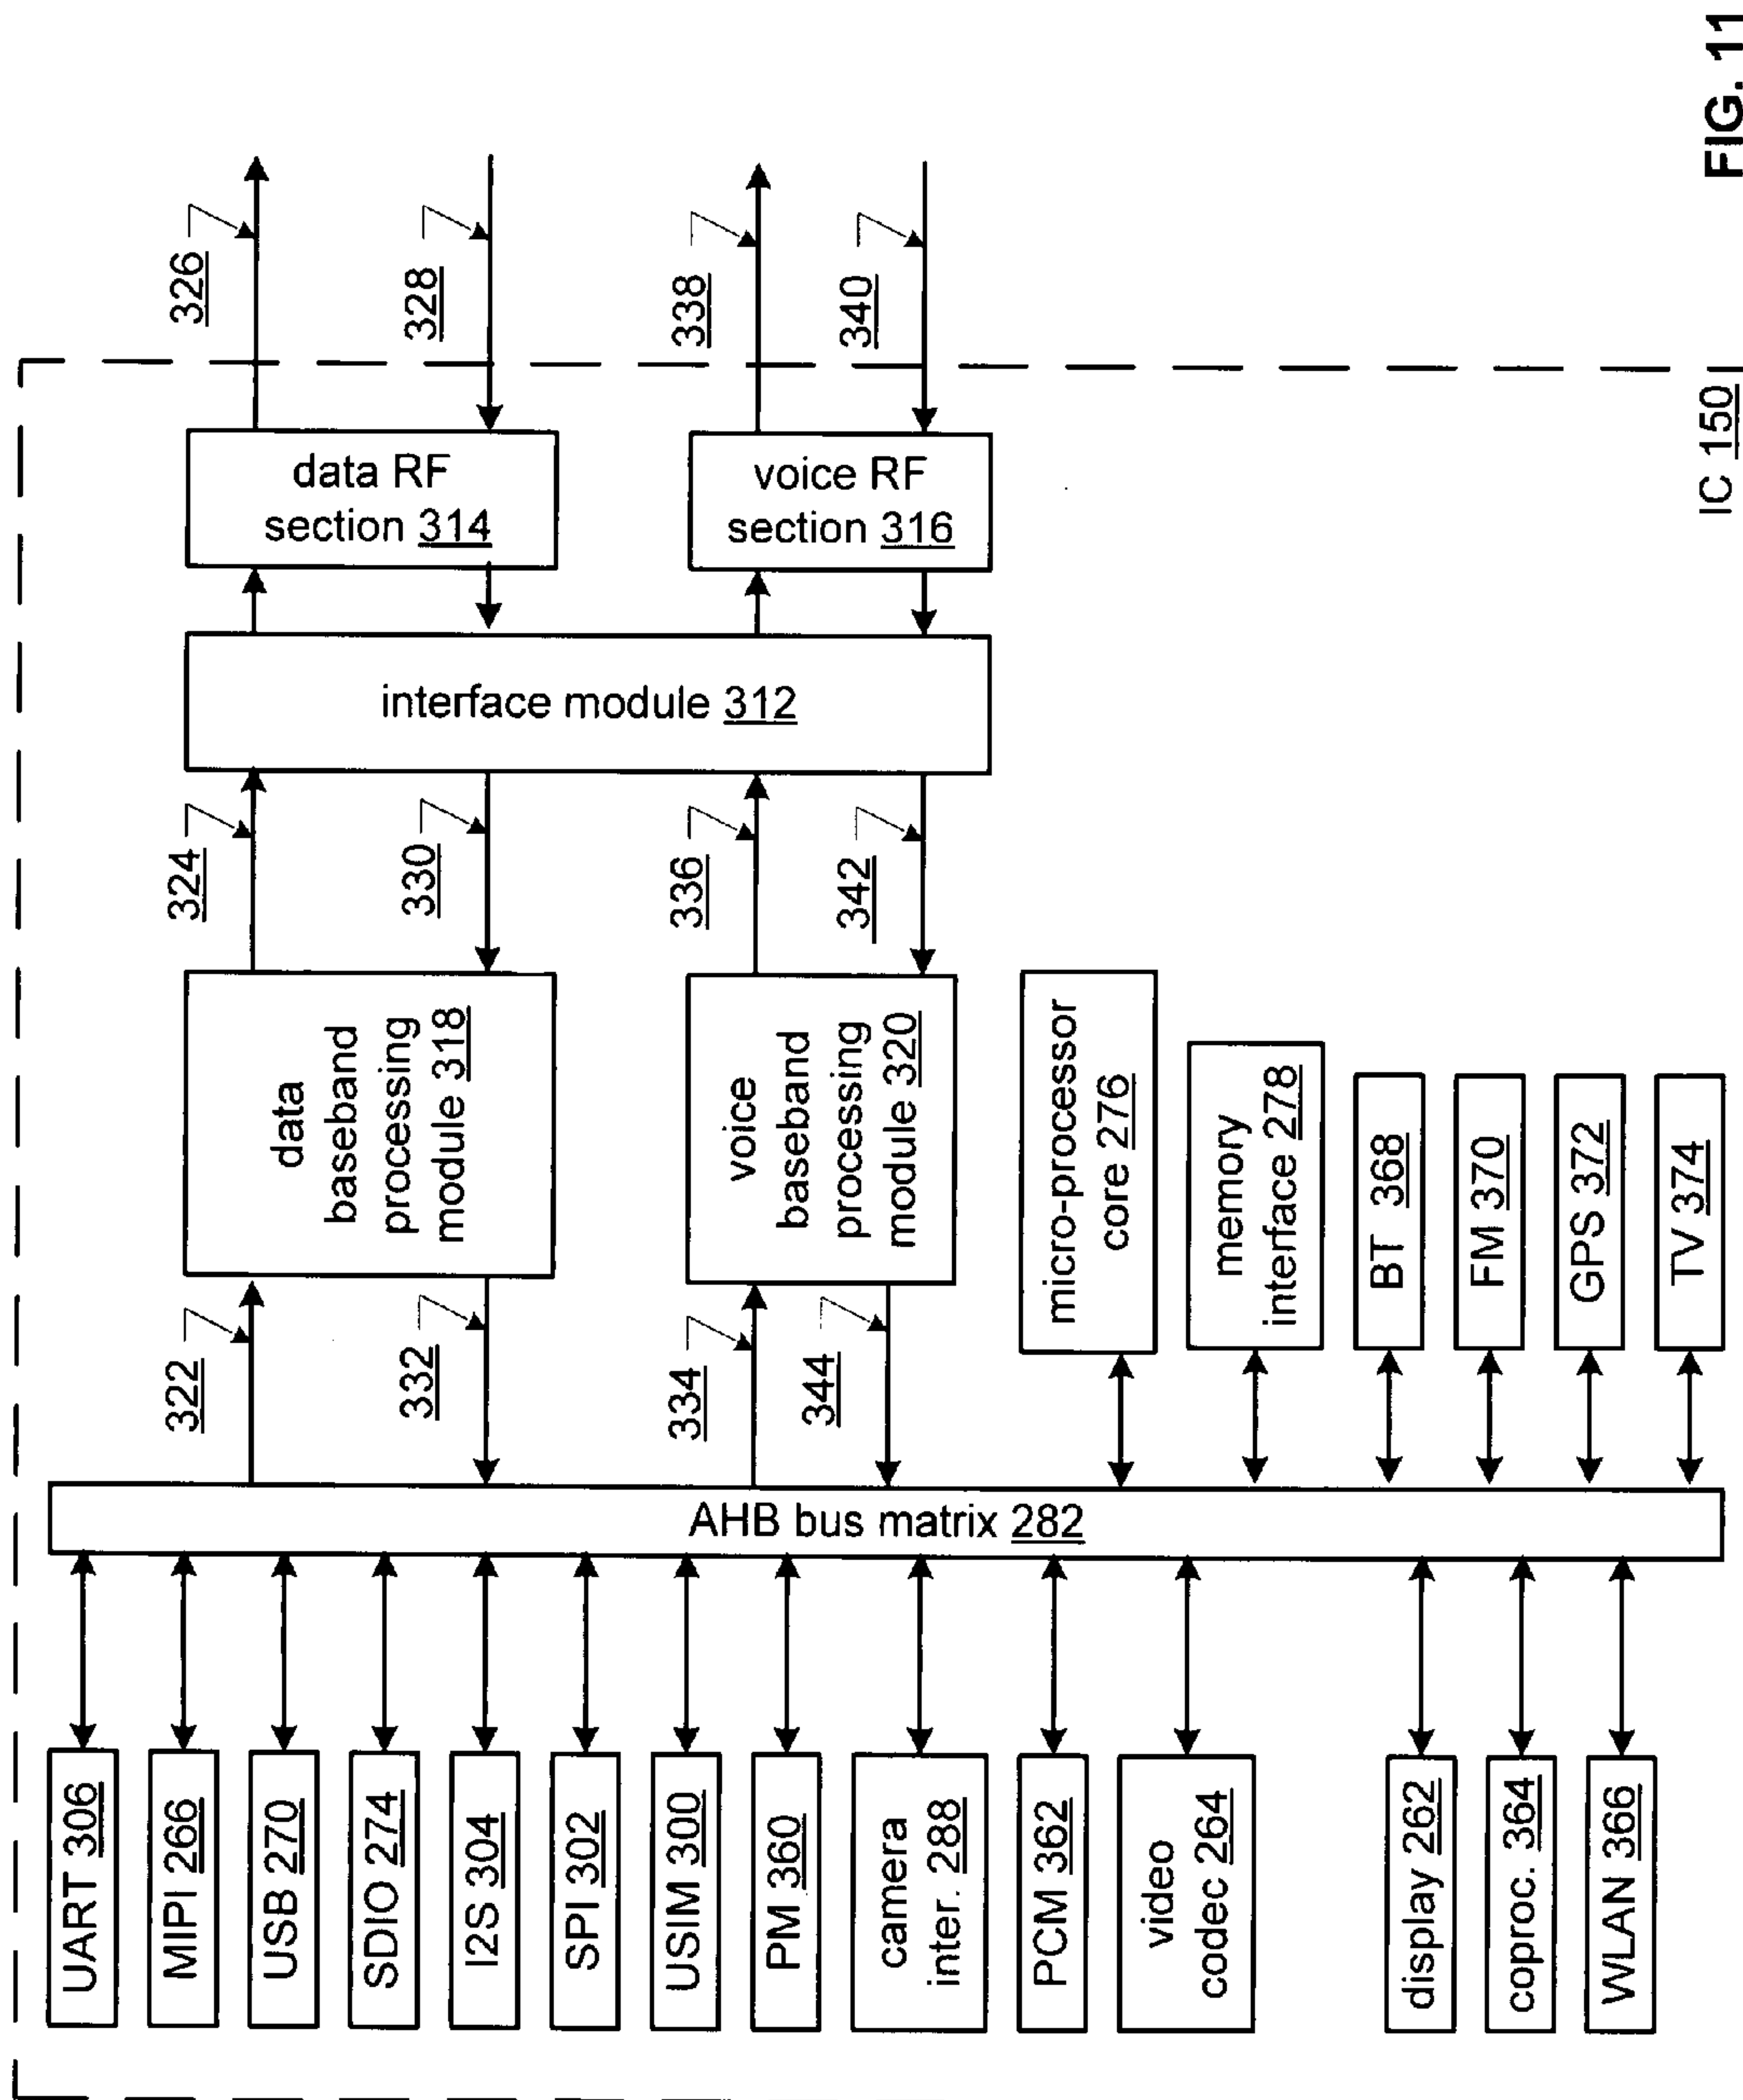 UART 306
MIPI 266
USB 270
SDIO 274
I2S 304
SPI 302
USIM 300
PM 360
camera
inter. 288
PCM 362
video
codec 264
display 262
coproc. 364
WLAN 366
AHB bus matrix 282
322
332
334
344
data
baseband
processing
module 318
voice
baseband
processing
module 320
micro-processor
core 276
memory
interface 278
BT 368
FM 370
GPS 372
TV 374
324
330
336
342
interface module 312
data RF
section 314
voice RF
section 316
326
328
338
340
IC 150
FIG. 11